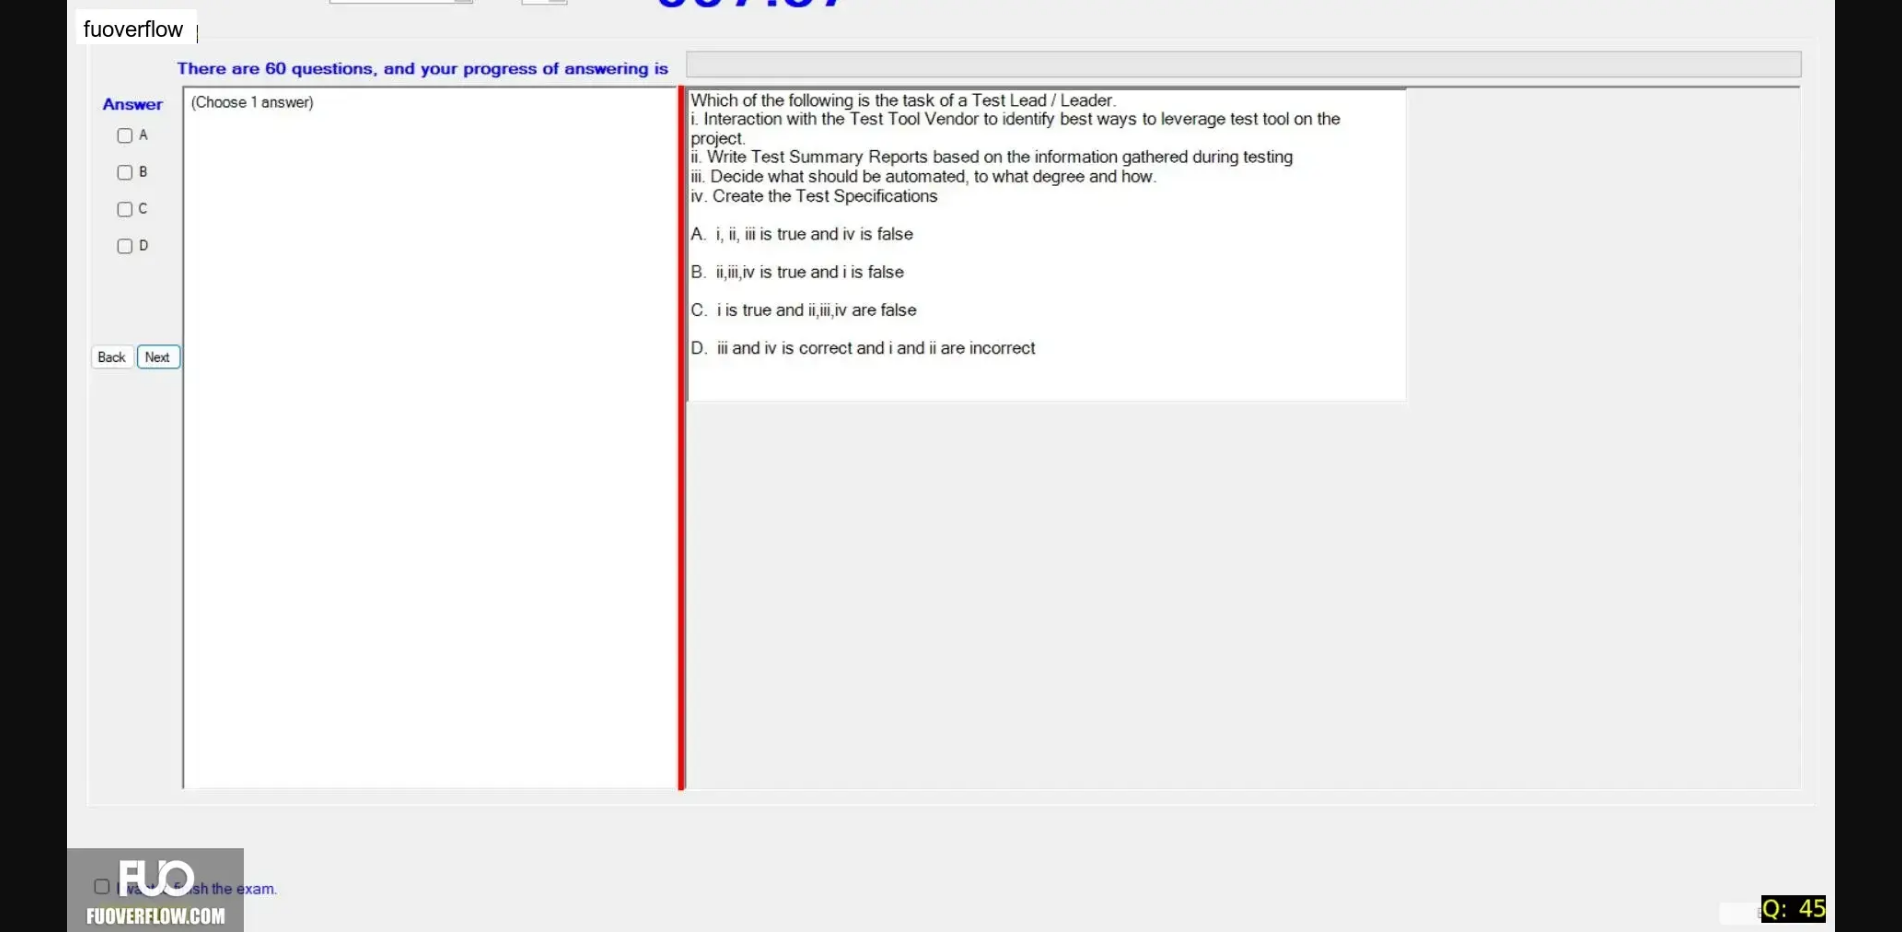 fuoverflow
There are 60 questions, and your progress of answering is
Answer
(Choose 1 answer)
A
B
C
D
Back Next
Which of the following is the task of a Test Lead / Leader.
i. Interaction with the Test Tool Vendor to identify best ways to leverage test tool on the
project.
ii. Write Test Summary Reports based on the information gathered during testing
iii. Decide what should be automated, to what degree and how.
iv. Create the Test Specifications
A. i, ii, iii is true and iv is false
B. ii,iii,iv is true and i is false
C. i is true and ii,iii,iv are false
D. iii and iv is correct and i and ii are incorrect
FUO
the exam.
FUOVERFLOW.COM
Q: 45